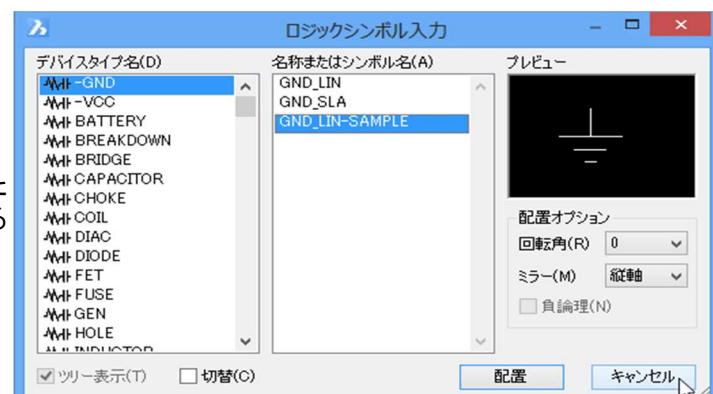 ロジックシンボル入力
デバイスタイプ名(D)
-GND
-VCC
BATTERY
BREAKDOWN
BRIDGE
CAPACITOR
CHOKE
COIL
DIAC
DIODE
FET
FUSE
GEN
HOLE
INDUCTOR
名称またはシンボル名(A)
GND_LIN
GND_SLA
GND_LIN-SAMPLE
プレビュー
配置オプション
回転角(R) 0
ミラー(M) 縦軸
負論理(N)
ツリー表示(T)
切替(C)
配置
キャンセル
る